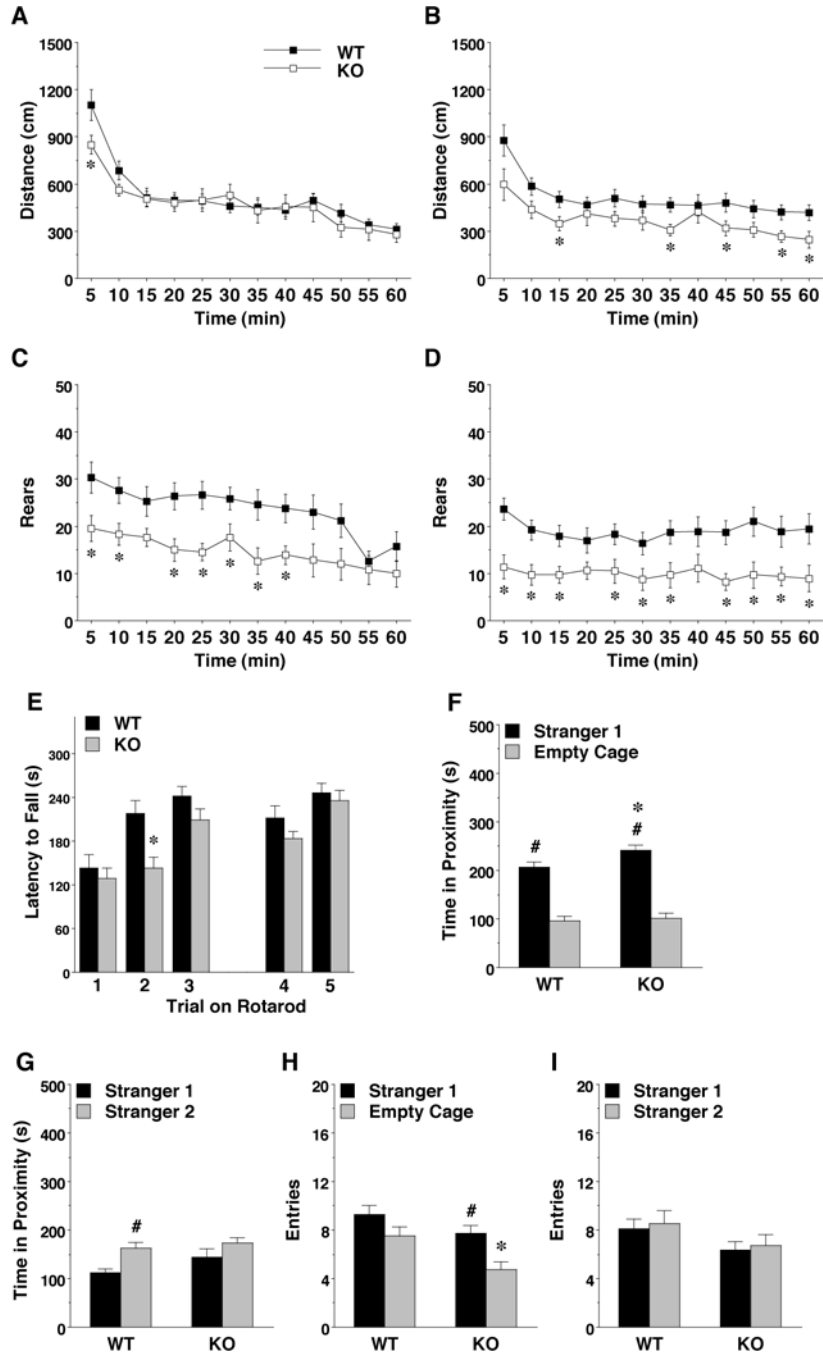 A
B
WT
KO
1500
1200
900
600
300
0
Distance (cm)
*
5 10 15 20 25 30 35 40 45 50 55 60
Time (min)
1500
1200
900
600
300
0
Distance (cm)
* * * * *
5 10 15 20 25 30 35 40 45 50 55 60
Time (min)
C
D
50
40
30
20
10
0
Rears
* * * * * * *
5 10 15 20 25 30 35 40 45 50 55 60
Time (min)
50
40
30
20
10
0
Rears
* * * * * * * * * *
5 10 15 20 25 30 35 40 45 50 55 60
Time (min)
E
WT
KO
300
240
180
120
60
0
Latency to Fall (s)
*
1 2 3 4 5
Trial on Rotarod
F
Stranger 1
Empty Cage
500
400
300
200
100
0
Time in Proximity (s)
#
*
#
WT KO
G
Stranger 1
Stranger 2
500
400
300
200
100
0
Time in Proximity (s)
#
WT KO
H
Stranger 1
Empty Cage
20
16
12
8
4
0
Entries
#
*
WT KO
I
Stranger 1
Stranger 2
20
16
12
8
4
0
Entries
WT KO